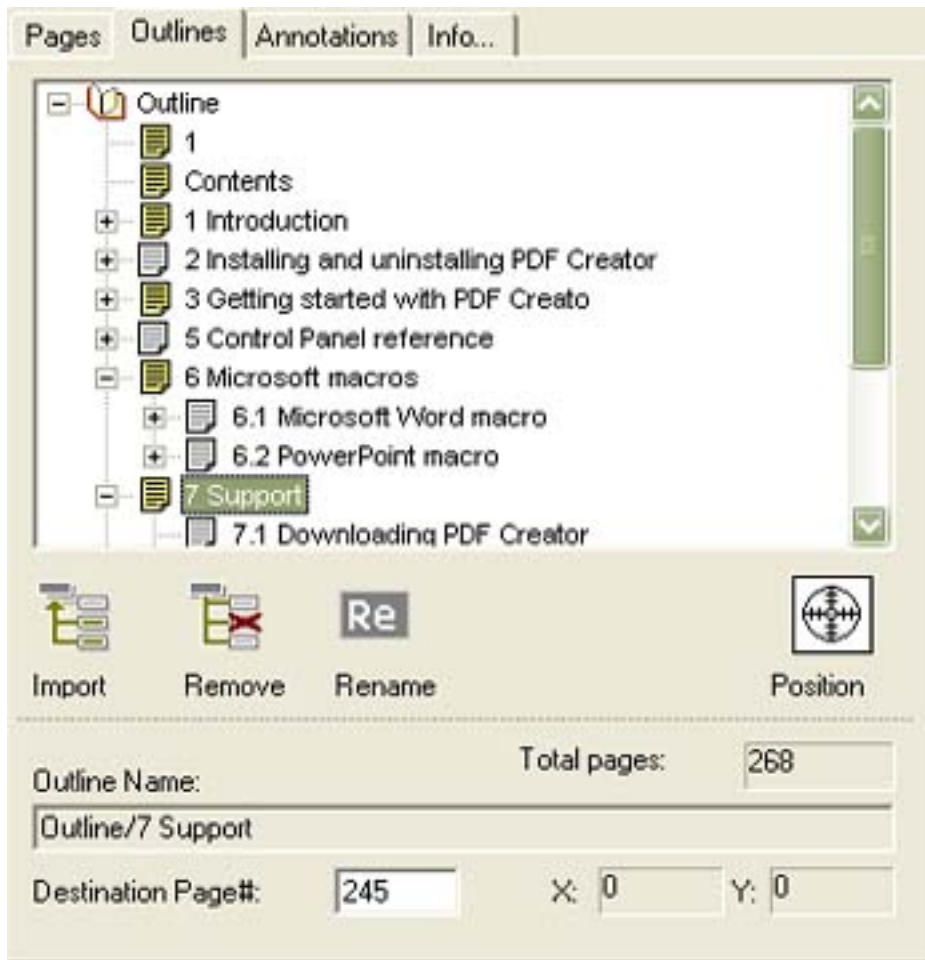 Pages Outlines Annotations Info...
Outline
1
Contents
1 Introduction
2 Installing and uninstalling PDF Creator
3 Getting started with PDF Creato
5 Control Panel reference
6 Microsoft macros
6.1 Microsoft Word macro
6.2 PowerPoint macro
7 Support
7.1 Downloading PDF Creator
Re
Import Remove Rename Position
Total pages: 268
Outline Name:
Outline/7 Support
Destination Page#: 245 X: 0 Y: 0